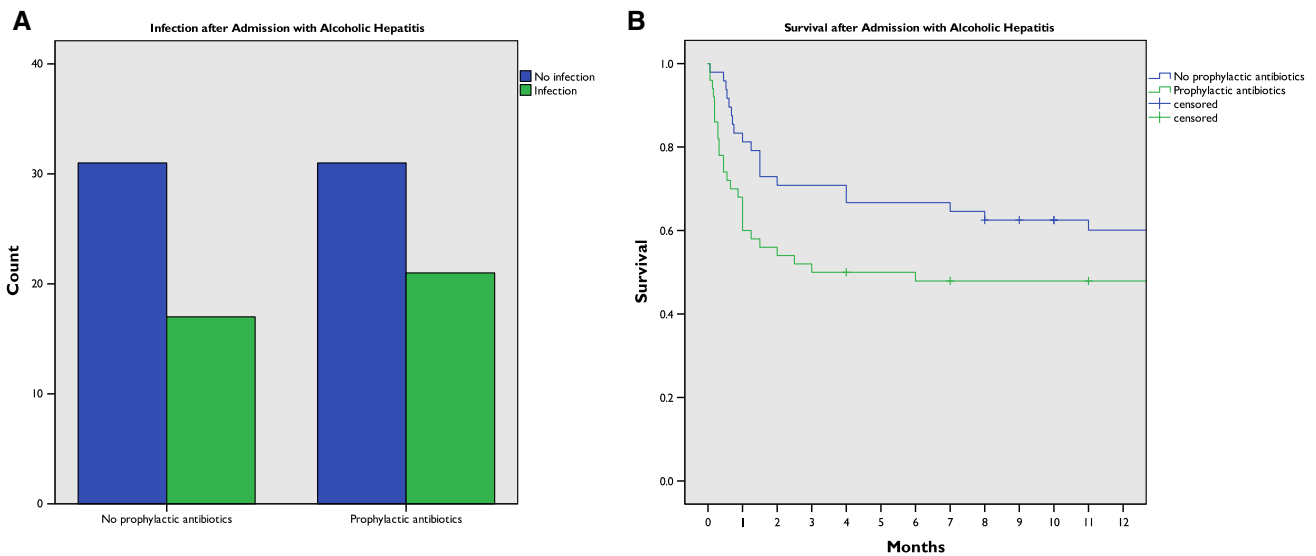 A
Infection after Admission with Alcoholic Hepatitis
40
30
20
10
0
Count
No prophylactic antibiotics
Prophylactic antibiotics
No infection
Infection
B
Survival after Admission with Alcoholic Hepatitis
1.0
0.8
0.6
0.4
0.2
0.0
Survival
0 1 2 3 4 5 6 7 8 9 10 11 12
Months
No prophylactic antibiotics
Prophylactic antibiotics
censored
censored